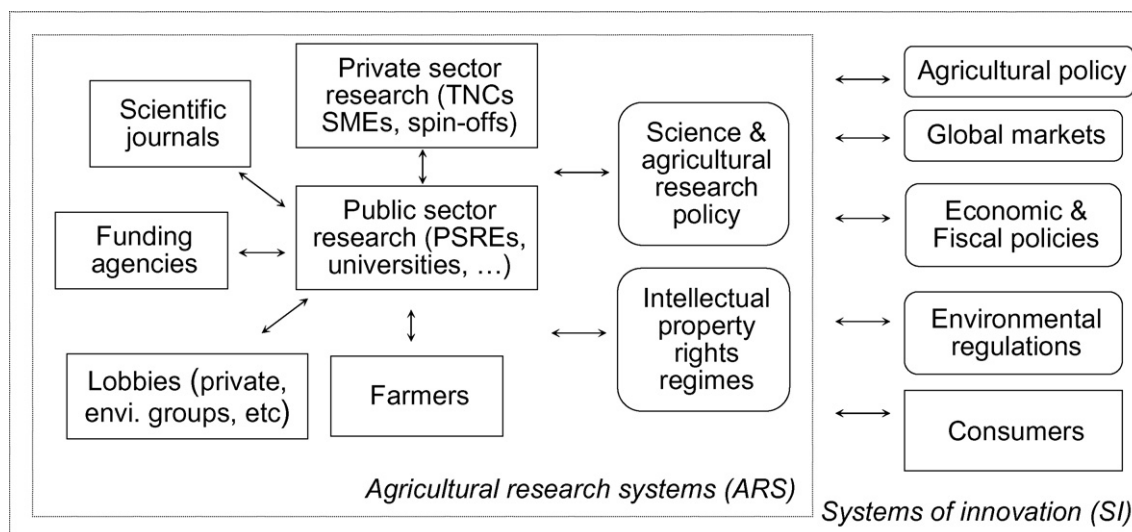 Private sector
research (TNCs
SMEs, spin-offs)
Scientific
journals
Public sector
research (PSREs,
universities, …)
Funding
agencies
Lobbies (private,
envi. groups, etc)
Farmers
Science &
agricultural
research
policy
Intellectual
property
rights
regimes
Agricultural research systems (ARS)
Agricultural policy
Global markets
Economic &
Fiscal policies
Environmental
regulations
Consumers
Systems of innovation (SI)